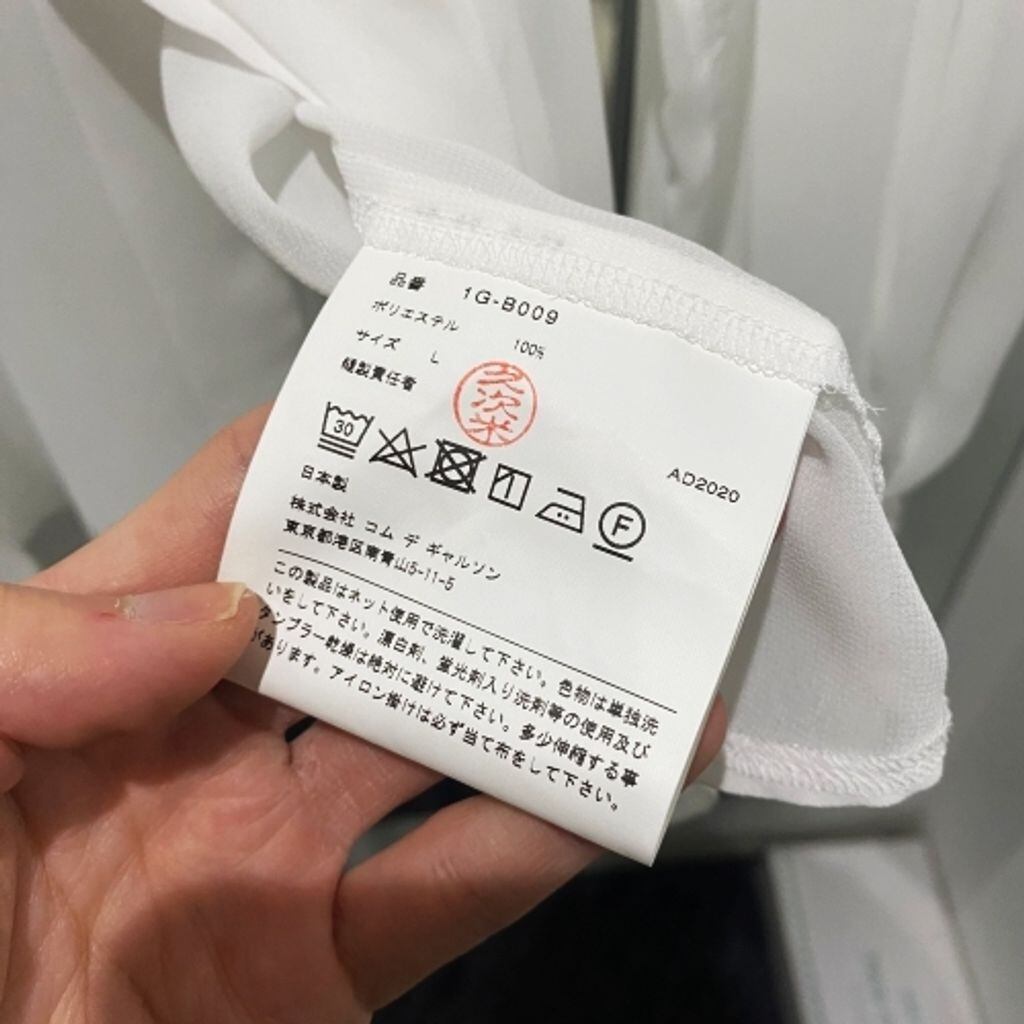 品番 1G-B009
ポリエステル 100%
サイズ L
縫製責任者
久次米
30
F
AD2020
日本製
株式会社 コム デ ギャルソン
東京都港区南青山5-11-5
この製品はネット使用で洗濯して下さい。色物は単独洗
いをして下さい。漂白剤、蛍光剤入り洗剤等の使用及び
タンブラー乾燥は絶対に避けて下さい。多少伸縮する事
があります。アイロン掛けは必ず当て布をして下さい。